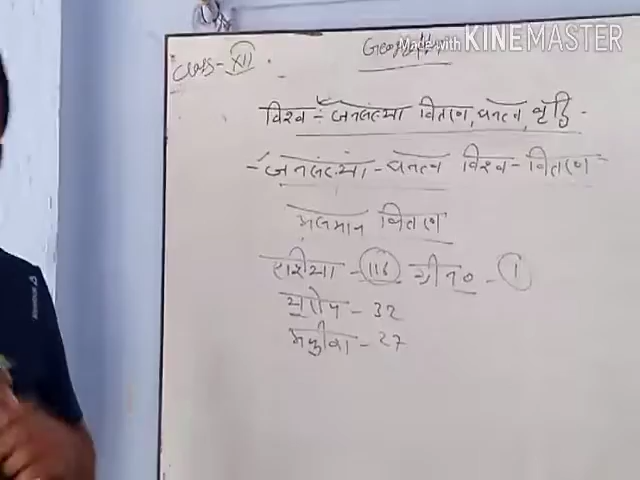 Class - XII
Geography
Made with KINEMASTER
विश्व - जनसंख्या वितरण, घनत्व, वृद्धि -
- जनसंख्या - घनत्व विश्व - वितरण -
असमान वितरण
एशिया - 116 ग्रीन० - 1
यूरोप - 32
अफ्रीका - 27